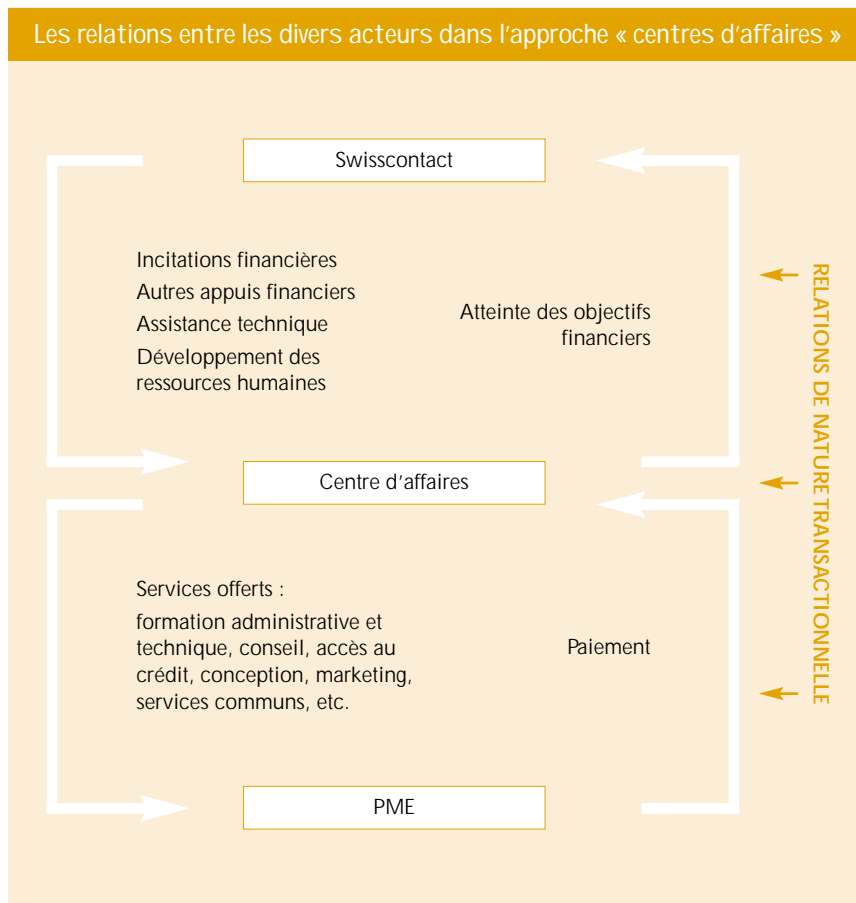 Les relations entre les divers acteurs dans l'approche « centres d'affaires »
Swisscontact
Incitations financières
Autres appuis financiers
Assistance technique
Développement des
ressources humaines
Atteinte des objectifs
financiers
Centre d'affaires
Services offerts :
formation administrative et
technique, conseil, accès au
crédit, conception, marketing,
services communs, etc.
Paiement
PME
RELATIONS DE NATURE TRANSACTIONNELLE